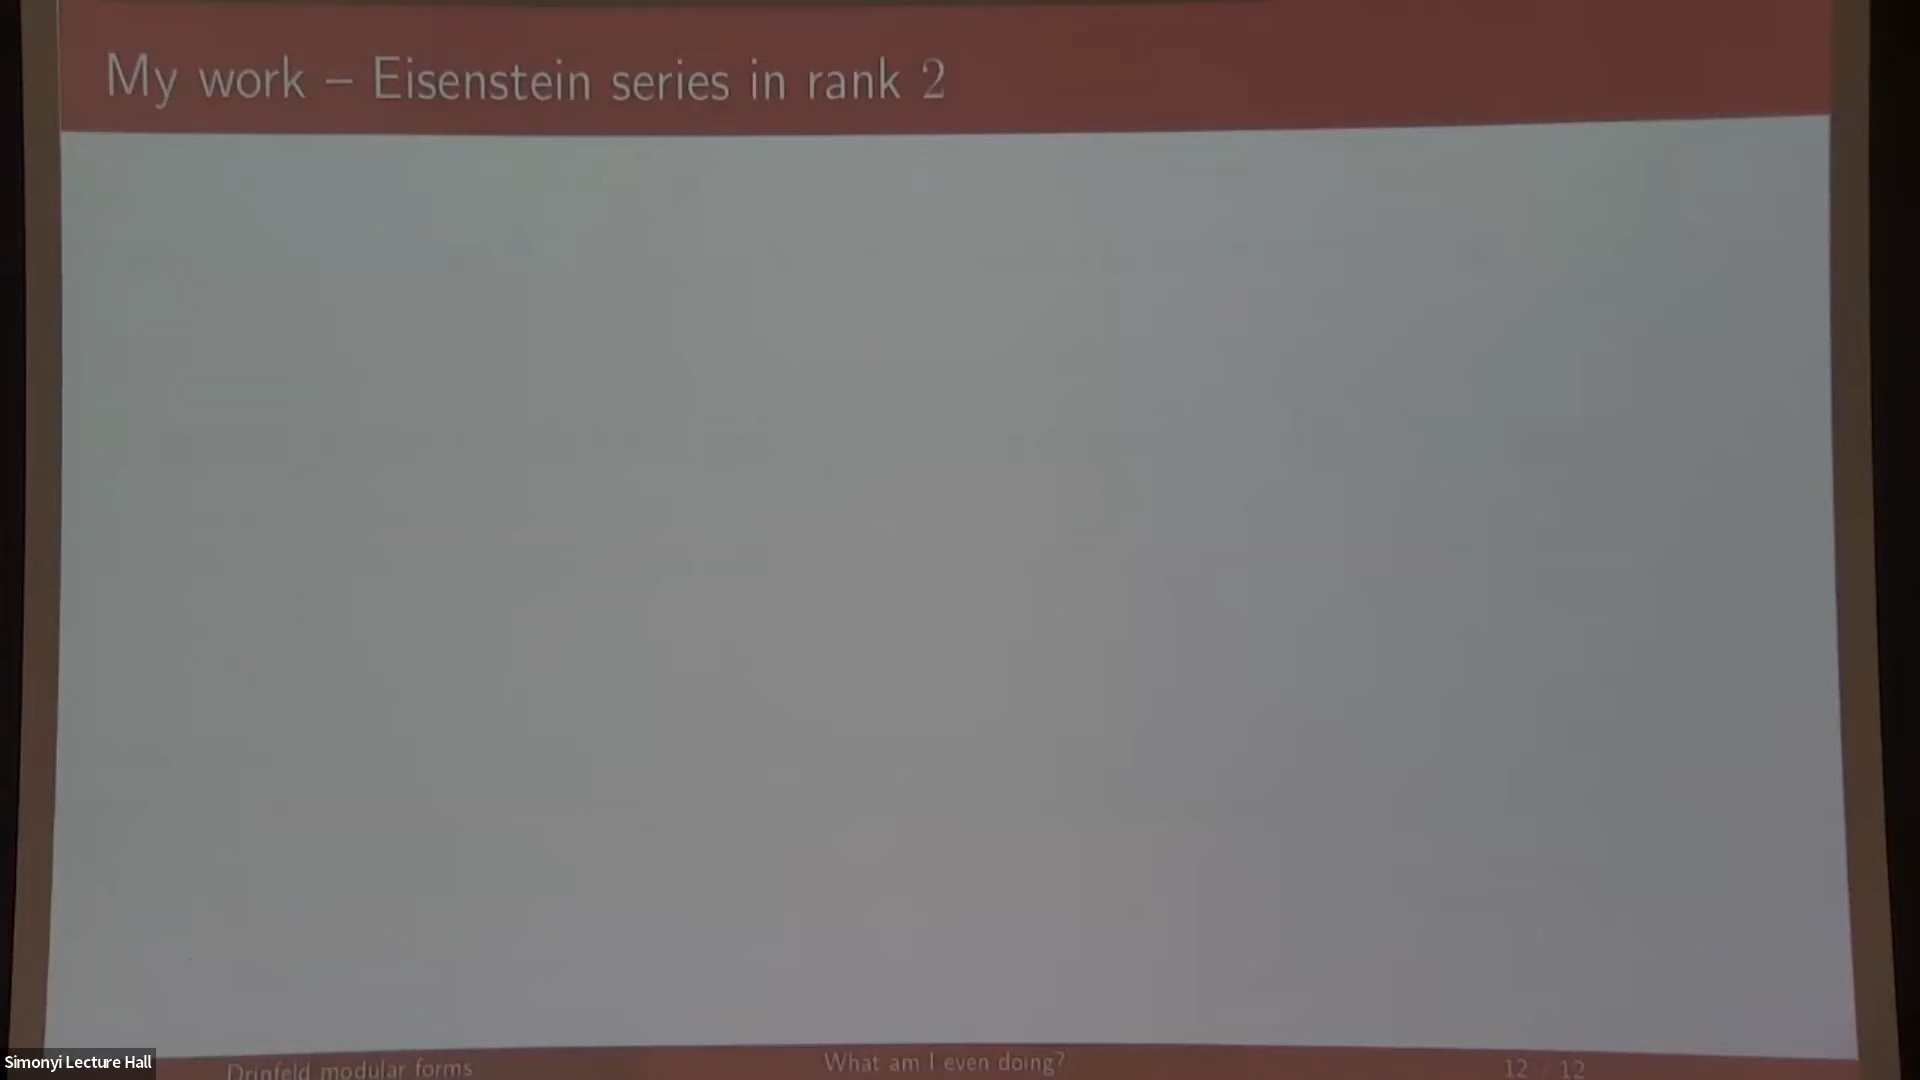 My work – Eisenstein series in rank 2
Drinfeld modular forms
What am I even doing?
12 / 12
Simonyi Lecture Hall